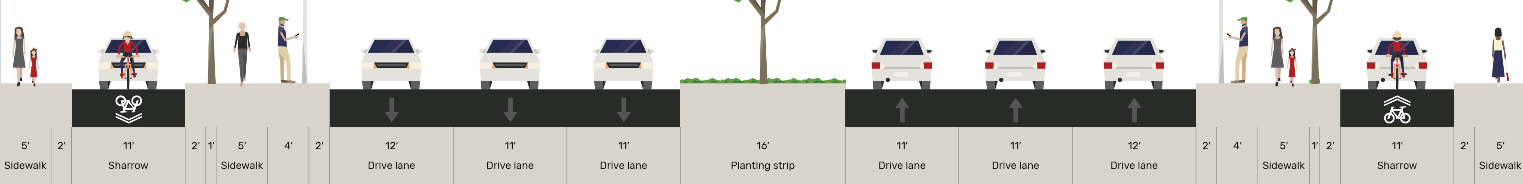 5' 2' 11' 2' 1' 5' 4' 2' 12' 11' 11' 16' 11' 11' 12' 2' 4' 5' 1' 2' 11' 2' 5'
Sidewalk Sharrow Sidewalk Drive lane Drive lane Drive lane Planting strip Drive lane Drive lane Drive lane Sidewalk Sharrow Sidewalk